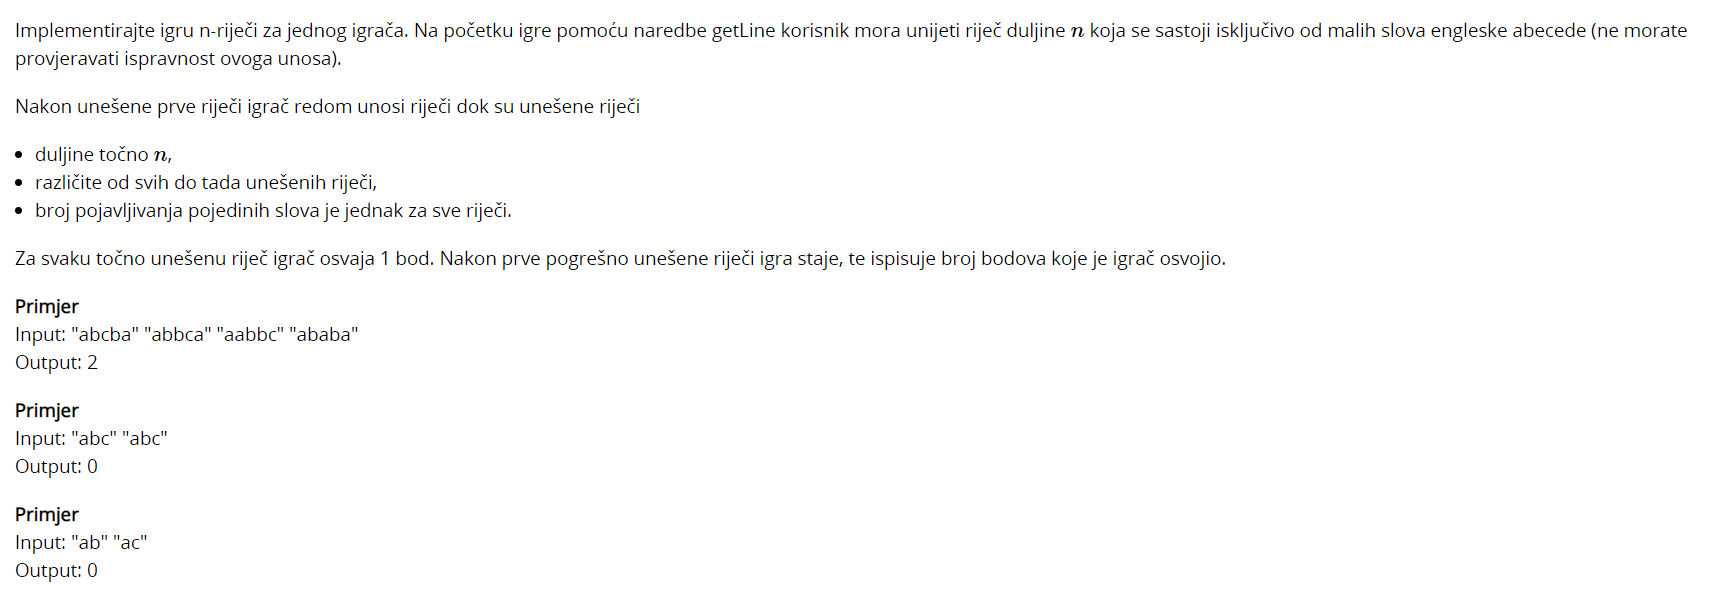 Implementirajte igru n-riječi za jednog igrača. Na početku igre pomoću naredbe getLine korisnik mora unijeti riječ duljine n koja se sastoji isključivo od malih slova engleske abecede (ne morate
provjeravati ispravnost ovoga unosa).
Nakon unešene prve riječi igrač redom unosi riječi dok su unešene riječi
• duljine točno n,
• različite od svih do tada unešenih riječi,
• broj pojavljivanja pojedinih slova je jednak za sve riječi.
Za svaku točno unešenu riječ igrač osvaja 1 bod. Nakon prve pogrešno unešene riječi igra staje, te ispisuje broj bodova koje je igrač osvojio.
Primjer
Input: "abcba" "abbca" "aabbc" "ababa"
Output: 2
Primjer
Input: "abc" "abc"
Output: 0
Primjer
Input: "ab" "ac"
Output: 0